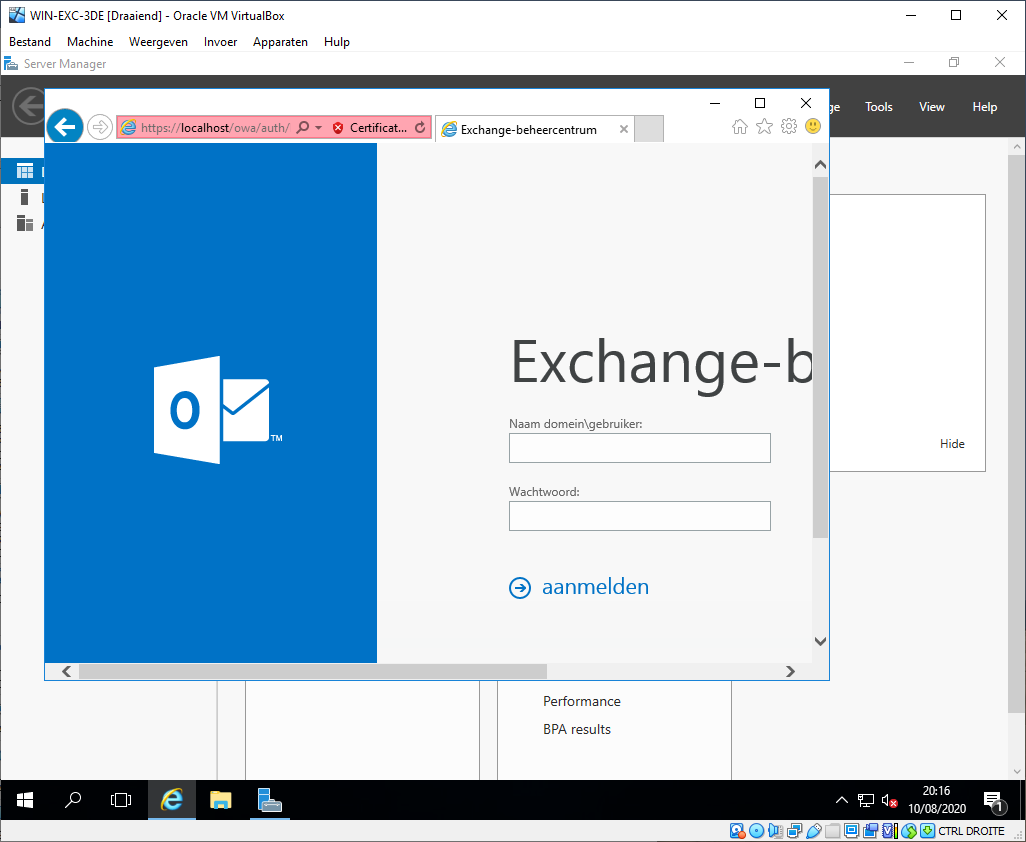 WIN-EXC-3DE [Draaiend] - Oracle VM VirtualBox
Bestand Machine Weergeven Invoer Apparaten Hulp
Server Manager
Tools View Help
https://localhost/owa/auth/ Certificat... Exchange-beheercentrum
Exchange-b
Naam domein\gebruiker:
Wachtwoord:
aanmelden
Hide
O
TM
Performance
BPA results
20:16
10/08/2020
1
CTRL DROITE